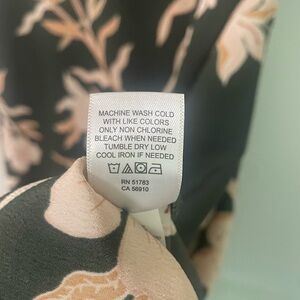 MACHINE WASH COLD
WITH LIKE COLORS
ONLY NON CHLORINE
BLEACH WHEN NEEDED
TUMBLE DRY LOW
COOL IRON IF NEEDED
RN 51783
CA 56910